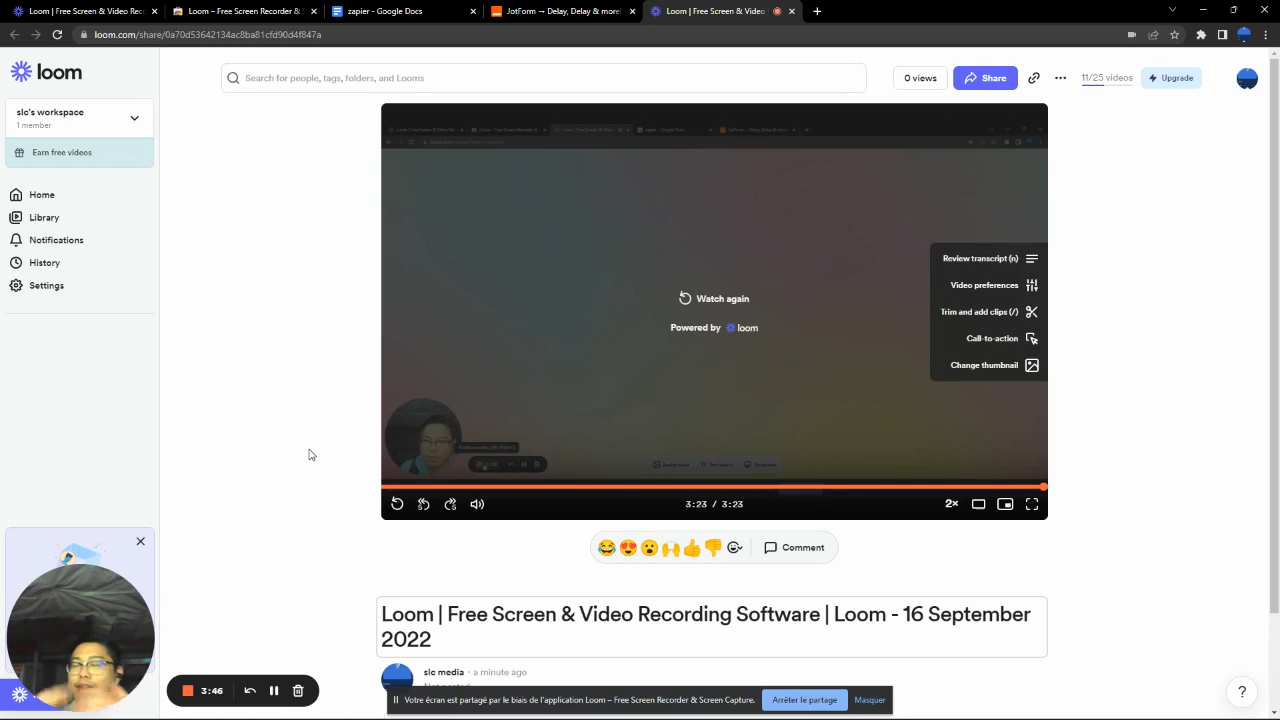 Loom | Free Screen & Video Reco
Loom – Free Screen Recorder & S
zapier - Google Docs
JotForm → Delay, Delay & more!
Loom | Free Screen & Video
loom.com/share/0a70d53642134ac8ba81cfd90d4f847a
loom
Search for people, tags, folders, and Looms
0 views
Share
11/25 videos
Upgrade
slc's workspace
1 member
Earn free videos
Home
Library
Notifications
History
Settings
Review transcript (n)
Video preferences
Trim and add clips (/)
Call-to-action
Change thumbnail
Watch again
Powered by loom
3:23 / 3:23
2×
Comment
Loom | Free Screen & Video Recording Software | Loom - 16 September
2022
slc media - a minute ago
3:46
Votre écran est partagé par le biais de l'application Loom – Free Screen Recorder & Screen Capture.
Arrêter le partage
Masquer
?